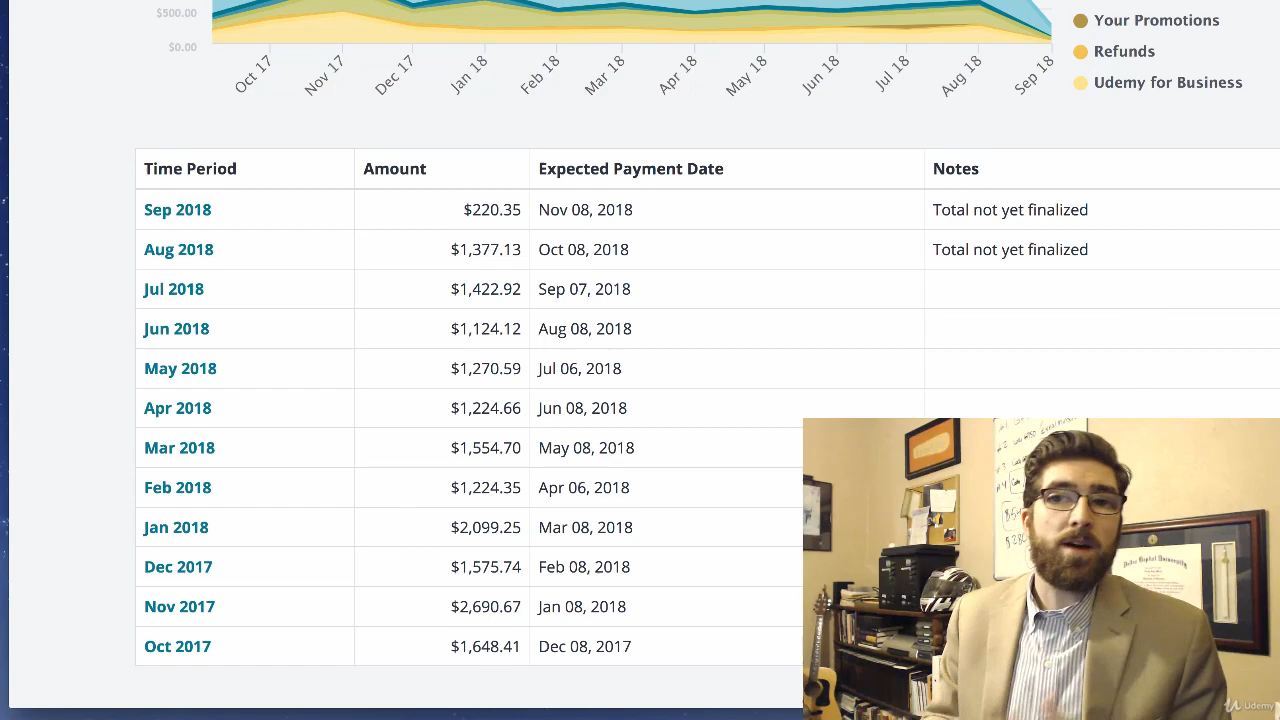 $500.00
$0.00
Oct 17
Nov 17
Dec 17
Jan 18
Feb 18
Mar 18
Apr 18
May 18
Jun 18
Jul 18
Aug 18
Sep 18
Your Promotions
Refunds
Udemy for Business
Time Period Amount Expected Payment Date Notes
Sep 2018 $220.35 Nov 08, 2018 Total not yet finalized
Aug 2018 $1,377.13 Oct 08, 2018 Total not yet finalized
Jul 2018 $1,422.92 Sep 07, 2018
Jun 2018 $1,124.12 Aug 08, 2018
May 2018 $1,270.59 Jul 06, 2018
Apr 2018 $1,224.66 Jun 08, 2018
Mar 2018 $1,554.70 May 08, 2018
Feb 2018 $1,224.35 Apr 06, 2018
Jan 2018 $2,099.25 Mar 08, 2018
Dec 2017 $1,575.74 Feb 08, 2018
Nov 2017 $2,690.67 Jan 08, 2018
Oct 2017 $1,648.41 Dec 08, 2017
#2
#3
Dallas Baptist University
Udemy